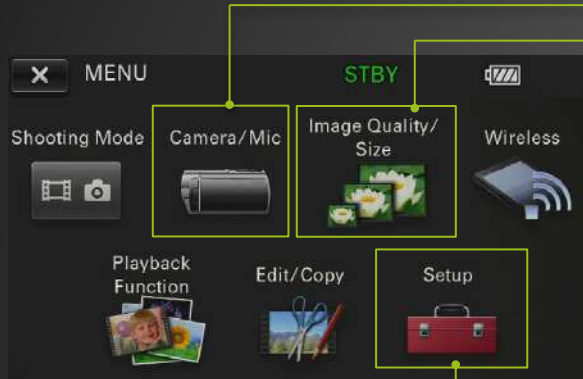 MENU
STBY
Shooting Mode
Camera/Mic
Image Quality/
Size
Wireless
Playback
Function
Edit/Copy
Setup